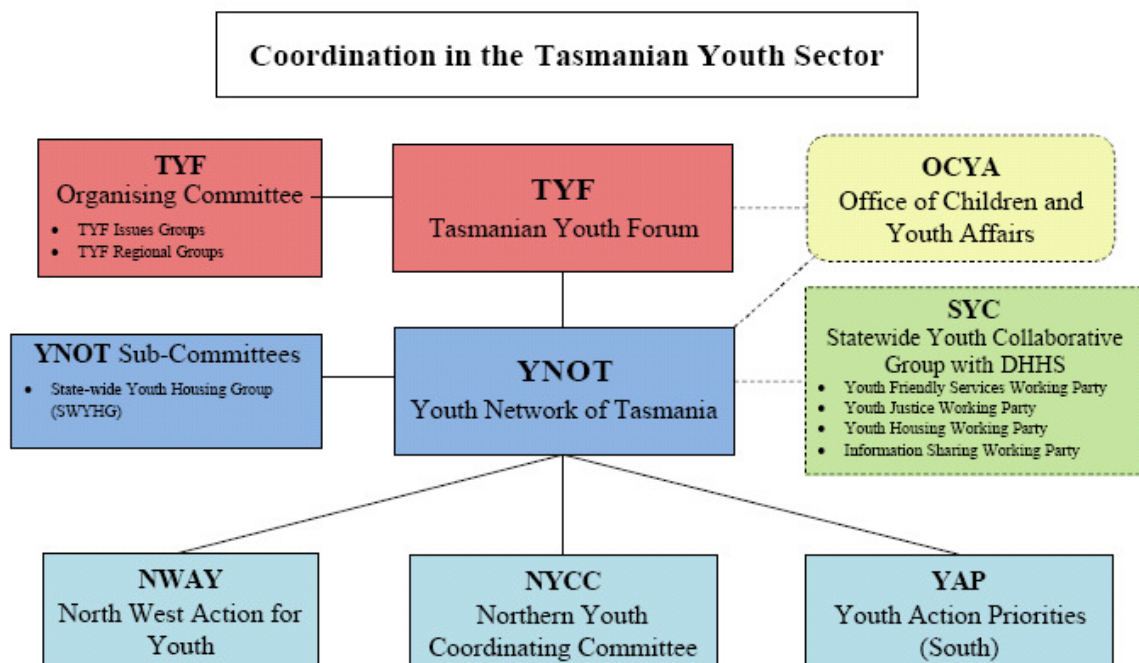 Coordination in the Tasmanian Youth Sector
TYF
Organising Committee
• TYF Issues Groups
• TYF Regional Groups
TYF
Tasmanian Youth Forum
OCYA
Office of Children and
Youth Affairs
YNOT Sub-Committees
• State-wide Youth Housing Group
(SWYHG)
YNOT
Youth Network of Tasmania
SYC
Statewide Youth Collaborative
Group with DHHS
• Youth Friendly Services Working Party
• Youth Justice Working Party
• Youth Housing Working Party
• Information Sharing Working Party
NWAY
North West Action for
Youth
NYCC
Northern Youth
Coordinating Committee
YAP
Youth Action Priorities
(South)